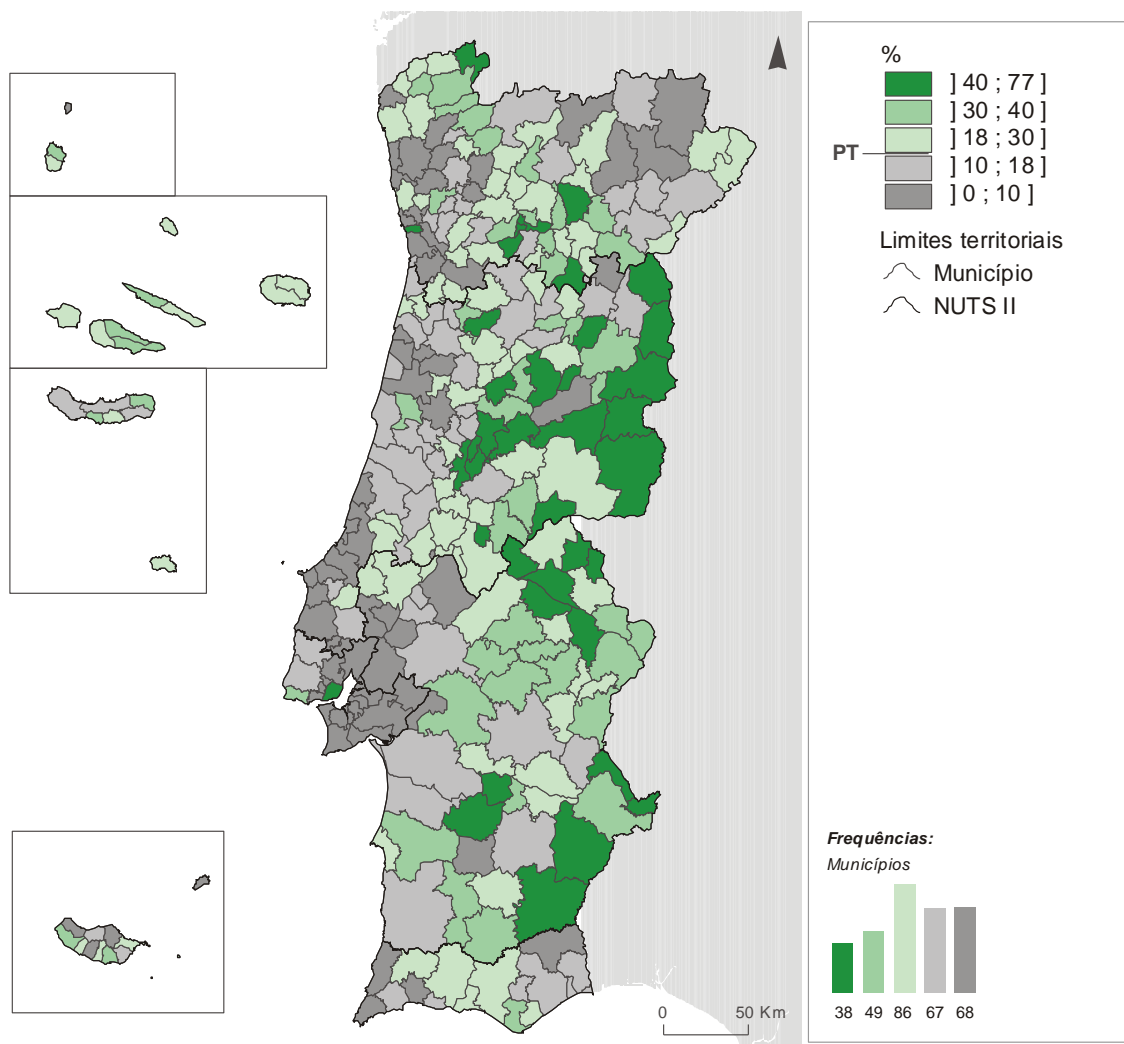 %
] 40 ; 77 ]
] 30 ; 40 ]
] 18 ; 30 ]
PT
] 10 ; 18 ]
] 0 ; 10 ]
Limites territoriais
Município
NUTS II
Frequências:
Municípios
38 49 86 67 68
0 50 Km